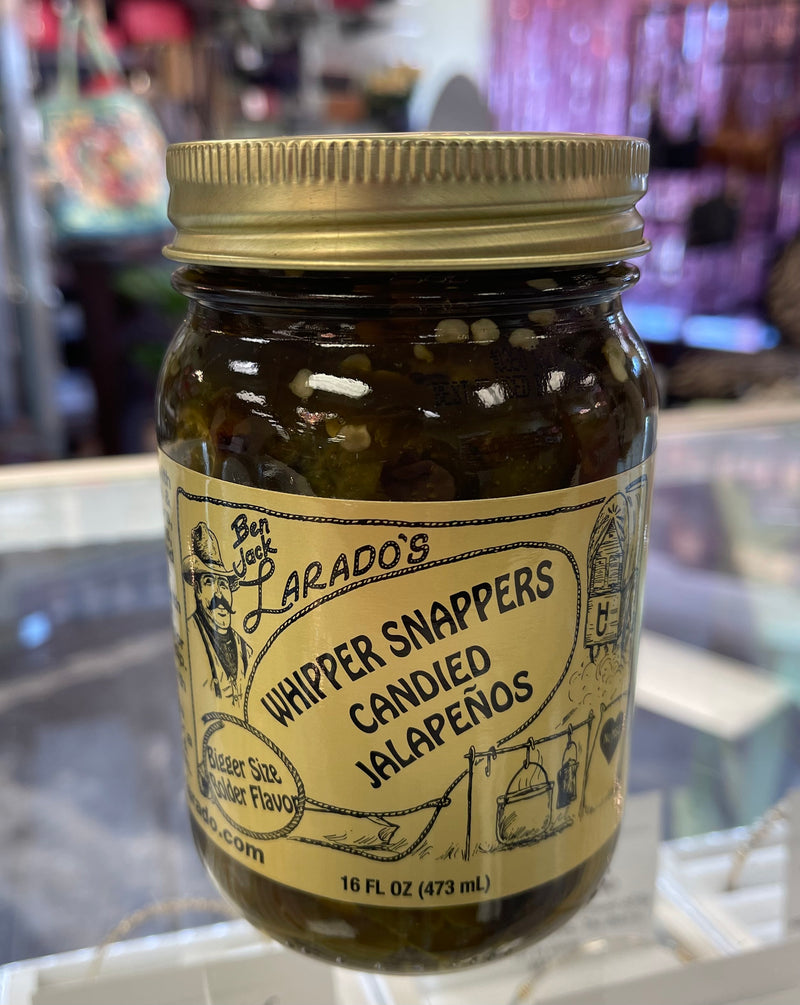 Ben
Jack
LARADO'S
WHIPPER SNAPPERS
CANDIED
JALAPEÑOS
Bigger Size
Bolder Flavor
ado.com
16 FL OZ (473 mL)